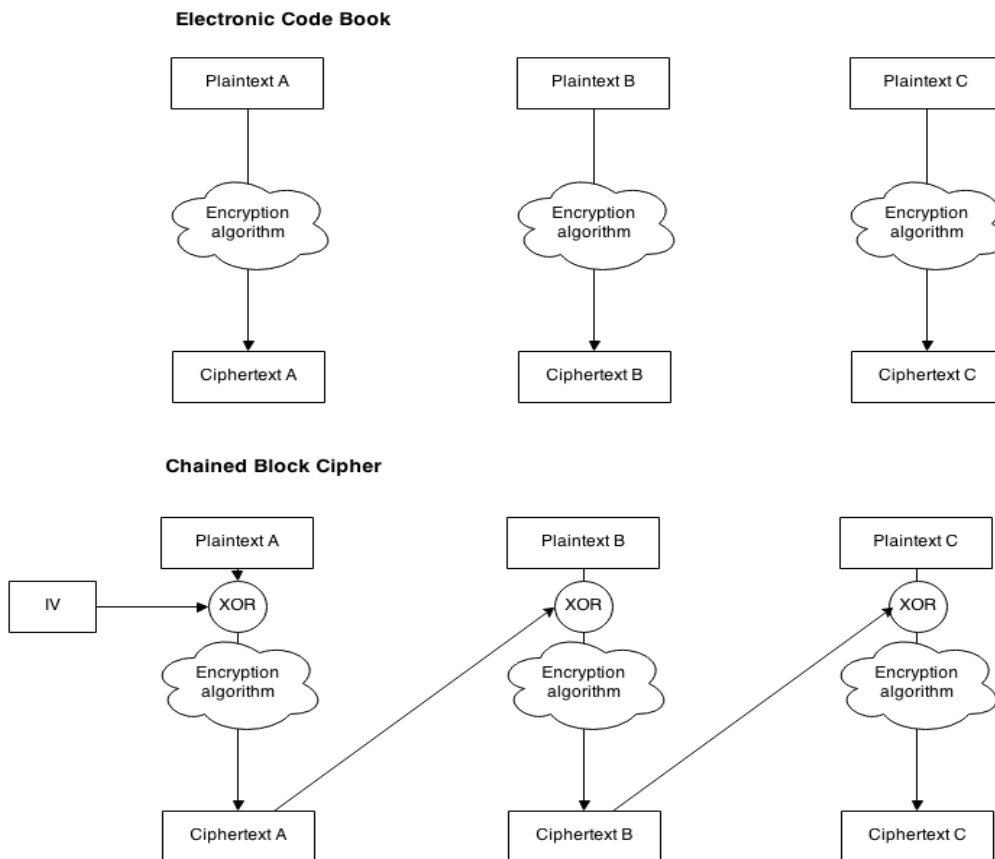 Electronic Code Book
Plaintext A
Plaintext B
Plaintext C
Encryption
algorithm
Encryption
algorithm
Encryption
algorithm
Ciphertext A
Ciphertext B
Ciphertext C
Chained Block Cipher
Plaintext A
Plaintext B
Plaintext C
IV
XOR
XOR
XOR
Encryption
algorithm
Encryption
algorithm
Encryption
algorithm
Ciphertext A
Ciphertext B
Ciphertext C